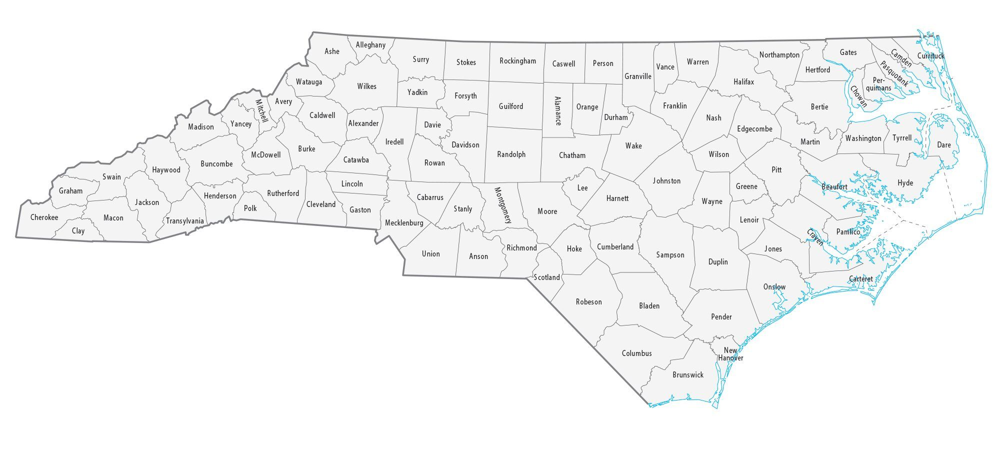 Ashe
Alleghany
Surry
Stokes
Rockingham
Caswell
Person
Granville
Vance
Warren
Northampton
Halifax
Hertford
Gates
Camden
Currituck
Pasquotank
Per-
quimans
Chowan
Watauga
Wilkes
Yadkin
Forsyth
Guilford
Alamance
Orange
Durham
Franklin
Nash
Edgecombe
Bertie
Martin
Washington
Tyrrell
Dare
Madison
Yancey
Mitchell
Avery
Caldwell
Alexander
Iredell
Davie
Davidson
Randolph
Chatham
Wake
Wilson
Pitt
Beaufort
Hyde
Swain
Haywood
Buncombe
McDowell
Burke
Catawba
Rowan
Lincoln
Johnston
Greene
Graham
Jackson
Henderson
Polk
Rutherford
Cleveland
Gaston
Cabarrus
Stanly
Montgomery
Moore
Lee
Harnett
Wayne
Lenoir
Craven
Pamlico
Cherokee
Clay
Macon
Transylvania
Mecklenburg
Union
Anson
Richmond
Hoke
Cumberland
Sampson
Duplin
Jones
Scotland
Carteret
Onslow
Robeson
Bladen
Pender
Columbus
New
Hanover
Brunswick